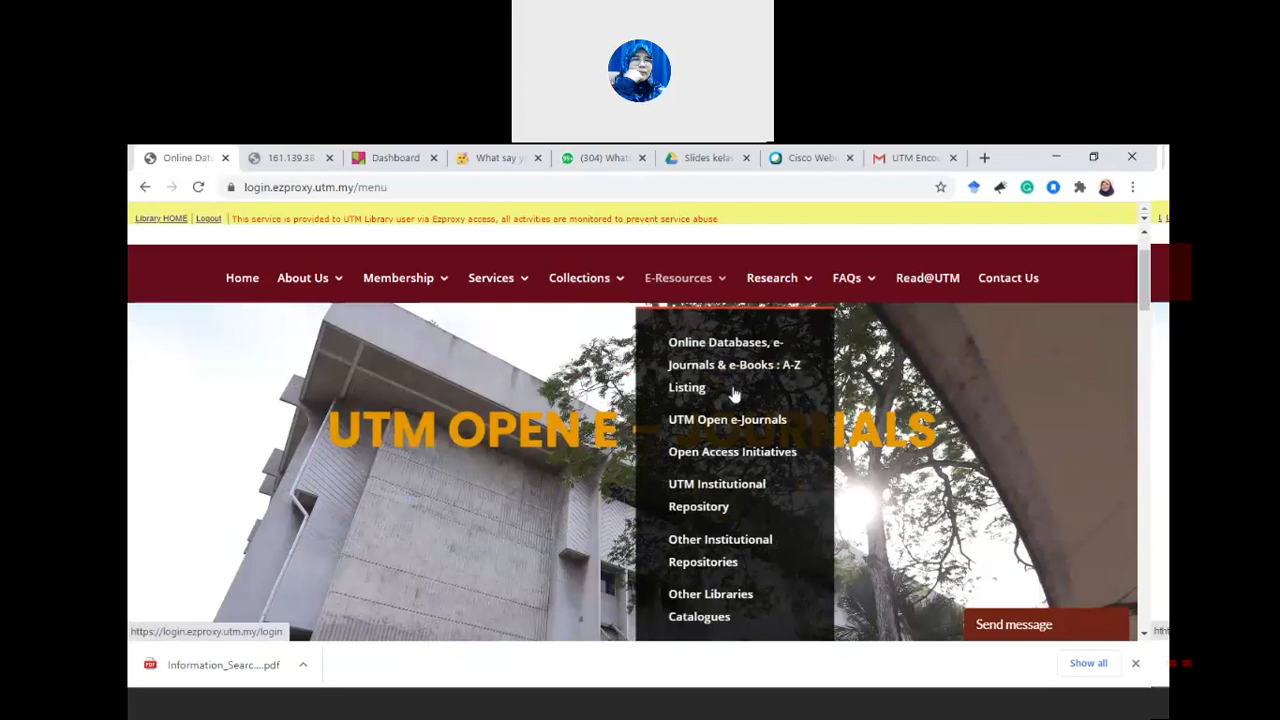 Online Data
161.139.38.
Dashboard
What say y
(304) What
Slides kelas
Cisco Web
UTM Enco
login.ezproxy.utm.my/menu
Library HOME | Logout | This service is provided to UTM Library user via Ezproxy access, all activities are monitored to prevent service abuse
Home About Us Membership Services Collections E-Resources Research FAQs Read@UTM Contact Us
Online Databases, e-
Journals & e-Books : A-Z
Listing
UTM Open e-Journals
UTM OPEN E – JOURNALS
Open Access Initiatives
UTM Institutional
Repository
Other Institutional
Repositories
Other Libraries
Catalogues
Send message
https://login.ezproxy.utm.my/login
Information_Searc....pdf
Show all